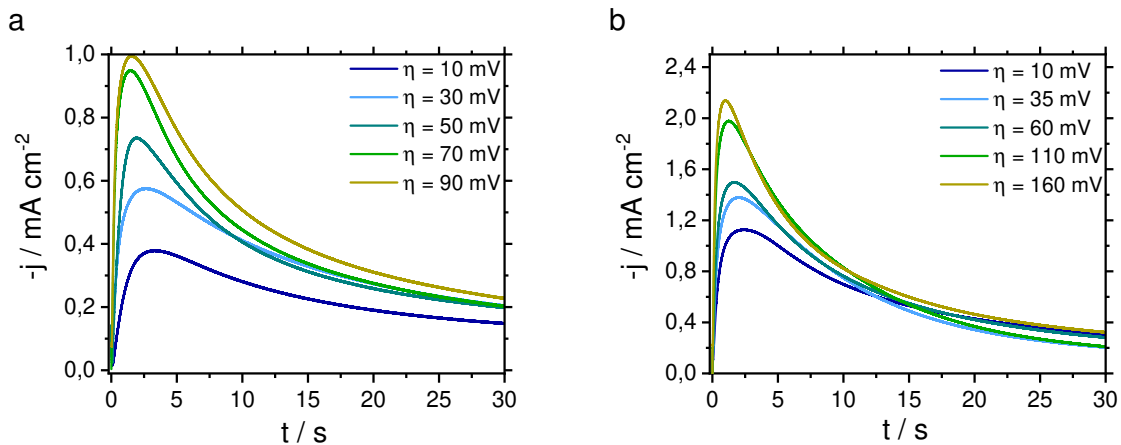 a
1,0
0,8
0,6
0,4
0,2
0,0
-j / mA cm⁻²
0 5 10 15 20 25 30
t / s
η = 10 mV
η = 30 mV
η = 50 mV
η = 70 mV
η = 90 mV
b
2,4
2,0
1,6
1,2
0,8
0,4
0,0
-j / mA cm⁻²
0 5 10 15 20 25 30
t / s
η = 10 mV
η = 35 mV
η = 60 mV
η = 110 mV
η = 160 mV